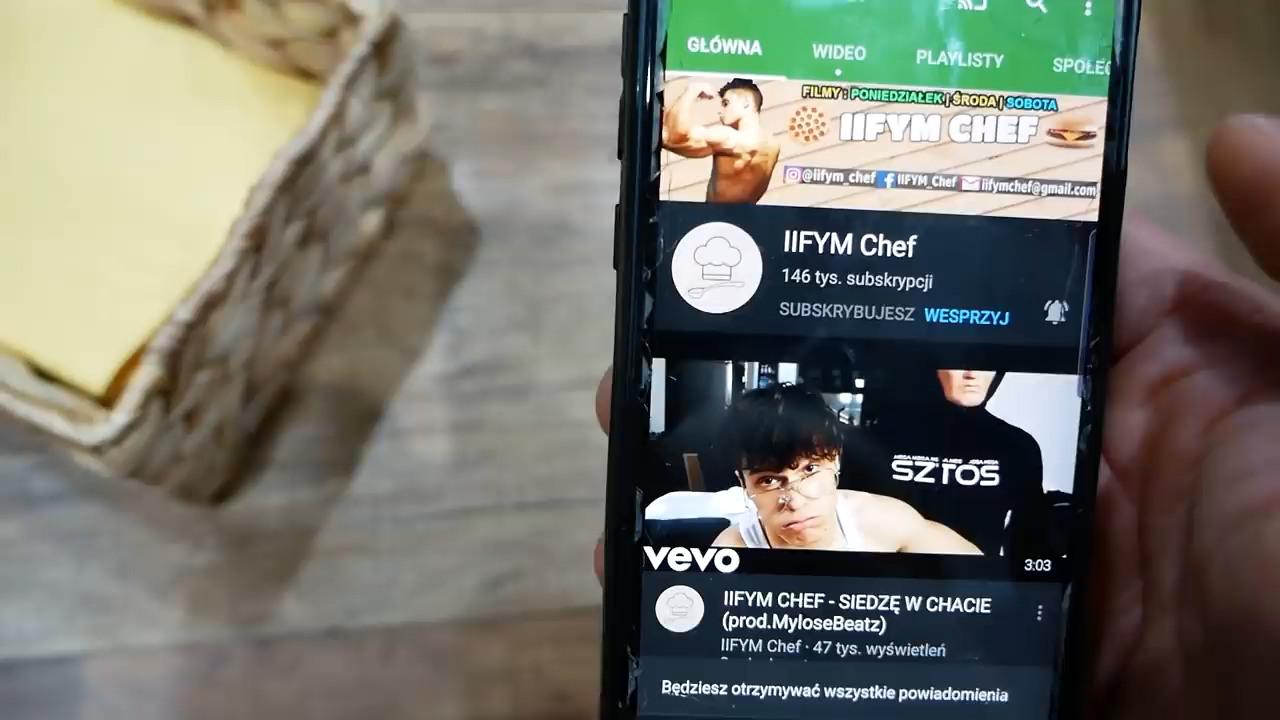 GŁÓWNA WIDEO PLAYLISTY SPOŁEC
FILMY : PONIEDZIAŁEK | ŚRODA | SOBOTA
IIFYM CHEF
@iifym_chef IIFYM_Chef iifymchef@gmail.com
IIFYM Chef
146 tys. subskrypcji
SUBSKRYBUJESZ WESPRZYJ
SZTOS
vevo
3:03
IIFYM CHEF - SIEDZĘ W CHACIE
(prod.MyloseBeatz)
IIFYM Chef · 47 tys. wyświetleń
Będziesz otrzymywać wszystkie powiadomienia